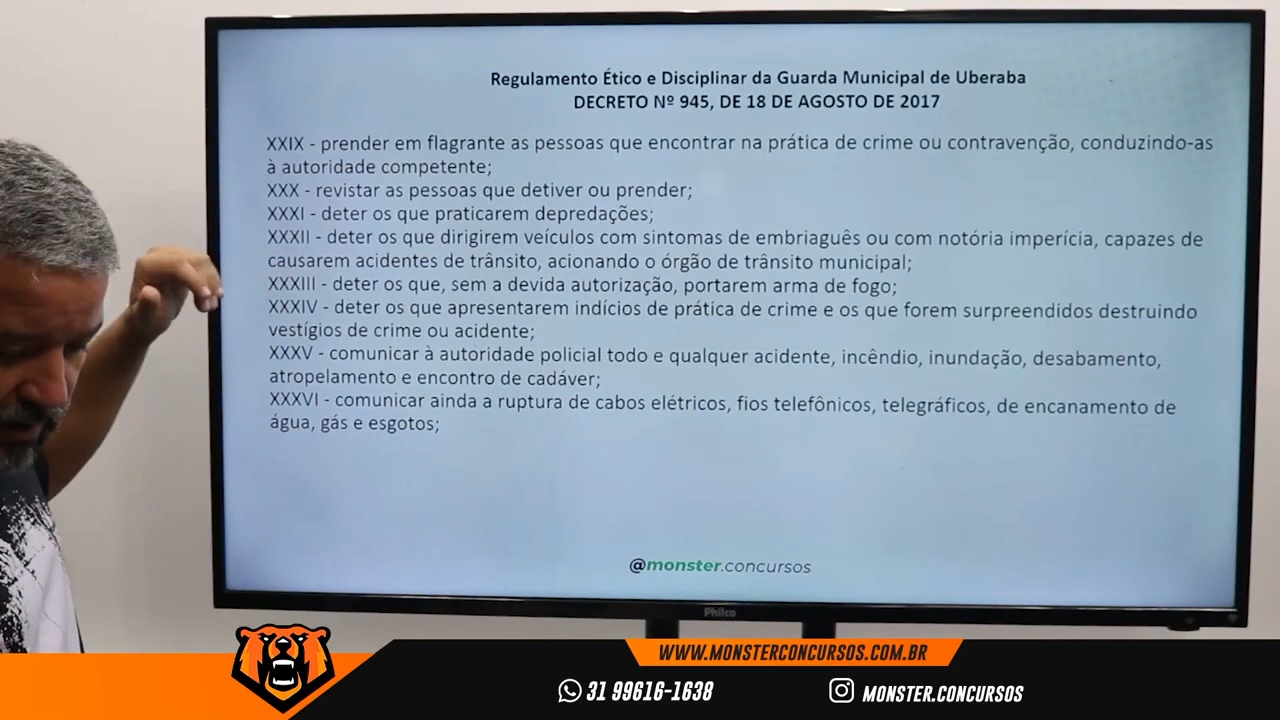 Regulamento Ético e Disciplinar da Guarda Municipal de Uberaba
DECRETO Nº 945, DE 18 DE AGOSTO DE 2017
XXIX - prender em flagrante as pessoas que encontrar na prática de crime ou contravenção, conduzindo-as
à autoridade competente;
XXX - revistar as pessoas que detiver ou prender;
XXXI - deter os que praticarem depredações;
XXXII - deter os que dirigirem veículos com sintomas de embriaguês ou com notória imperícia, capazes de
causarem acidentes de trânsito, acionando o órgão de trânsito municipal;
XXXIII - deter os que, sem a devida autorização, portarem arma de fogo;
XXXIV - deter os que apresentarem indícios de prática de crime e os que forem surpreendidos destruindo
vestígios de crime ou acidente;
XXXV - comunicar à autoridade policial todo e qualquer acidente, incêndio, inundação, desabamento,
atropelamento e encontro de cadáver;
XXXVI - comunicar ainda a ruptura de cabos elétricos, fios telefônicos, telegráficos, de encanamento de
água, gás e esgotos;
@monster.concursos
Philco
WWW.MONSTERCONCURSOS.COM.BR
31 99616-1638
MONSTER.CONCURSOS